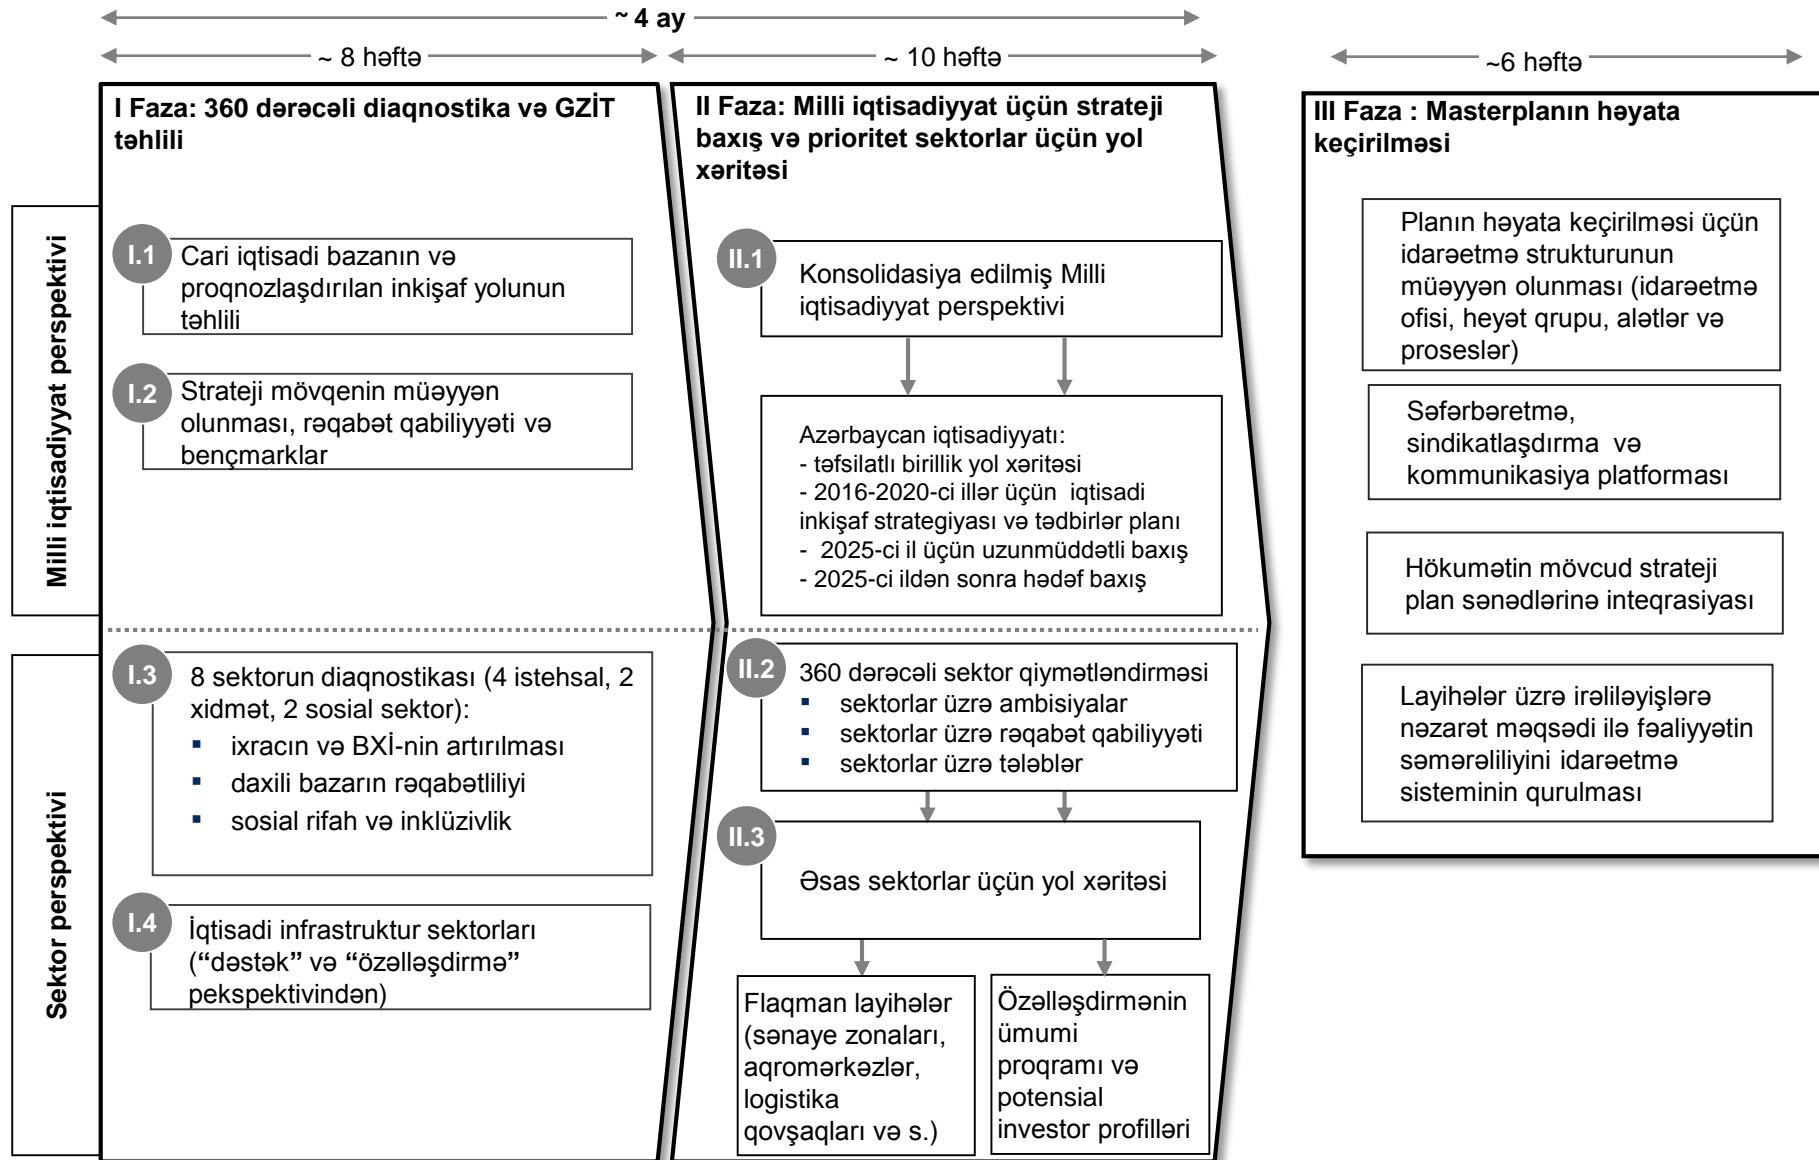 ~ 4 ay
~ 8 həftə
~ 10 həftə
~6 həftə
I Faza: 360 dərəcəli diaqnostika və GZİT
təhlili
II Faza: Milli iqtisadiyyat üçün strateji
baxış və prioritet sektorlar üçün yol
xəritəsi
III Faza : Masterplanın həyata
keçirilməsi
Milli iqtisadiyyat perspektivi
I.1
Cari iqtisadi bazanın və
proqnozlaşdırılan inkişaf yolunun
təhlili
I.2
Strateji mövqenin müəyyən
olunması, rəqabət qabiliyyəti və
bençmarklar
II.1
Konsolidasiya edilmiş Milli
iqtisadiyyat perspektivi
Azərbaycan iqtisadiyyatı:
- təfsilatlı birillik yol xəritəsi
- 2016-2020-ci illər üçün iqtisadi
inkişaf strategiyası və tədbirlər planı
- 2025-ci il üçün uzunmüddətli baxış
- 2025-ci ildən sonra hədəf baxış
Sektor perspektivi
I.3
8 sektorun diaqnostikası (4 istehsal, 2
xidmət, 2 sosial sektor):
▪ ixracın və BXİ-nin artırılması
▪ daxili bazarın rəqabətliliyi
▪ sosial rifah və inklüzivlik
I.4
İqtisadi infrastruktur sektorları
(“dəstək” və “özəlləşdirmə”
pekspektivindən)
II.2
360 dərəcəli sektor qiymətləndirməsi
▪ sektorlar üzrə ambisiyalar
▪ sektorlar üzrə rəqabət qabiliyyəti
▪ sektorlar üzrə tələblər
II.3
Əsas sektorlar üçün yol xəritəsi
Flaqman layihələr
(sənaye zonaları,
aqromərkəzlər,
logistika
qovşaqları və s.)
Özəlləşdirmənin
ümumi
proqramı və
potensial
investor profilləri
Planın həyata keçirilməsi üçün
idarəetmə strukturunun
müəyyən olunması (idarəetmə
ofisi, heyət qrupu, alətlər və
proseslər)
Səfərbəretmə,
sindikatlaşdırma və
kommunikasiya platforması
Hökumətin mövcud strateji
plan sənədlərinə inteqrasiyası
Layihələr üzrə irəliləyişlərə
nəzarət məqsədi ilə fəaliyyətin
səmərəliliyini idarəetmə
sisteminin qurulması